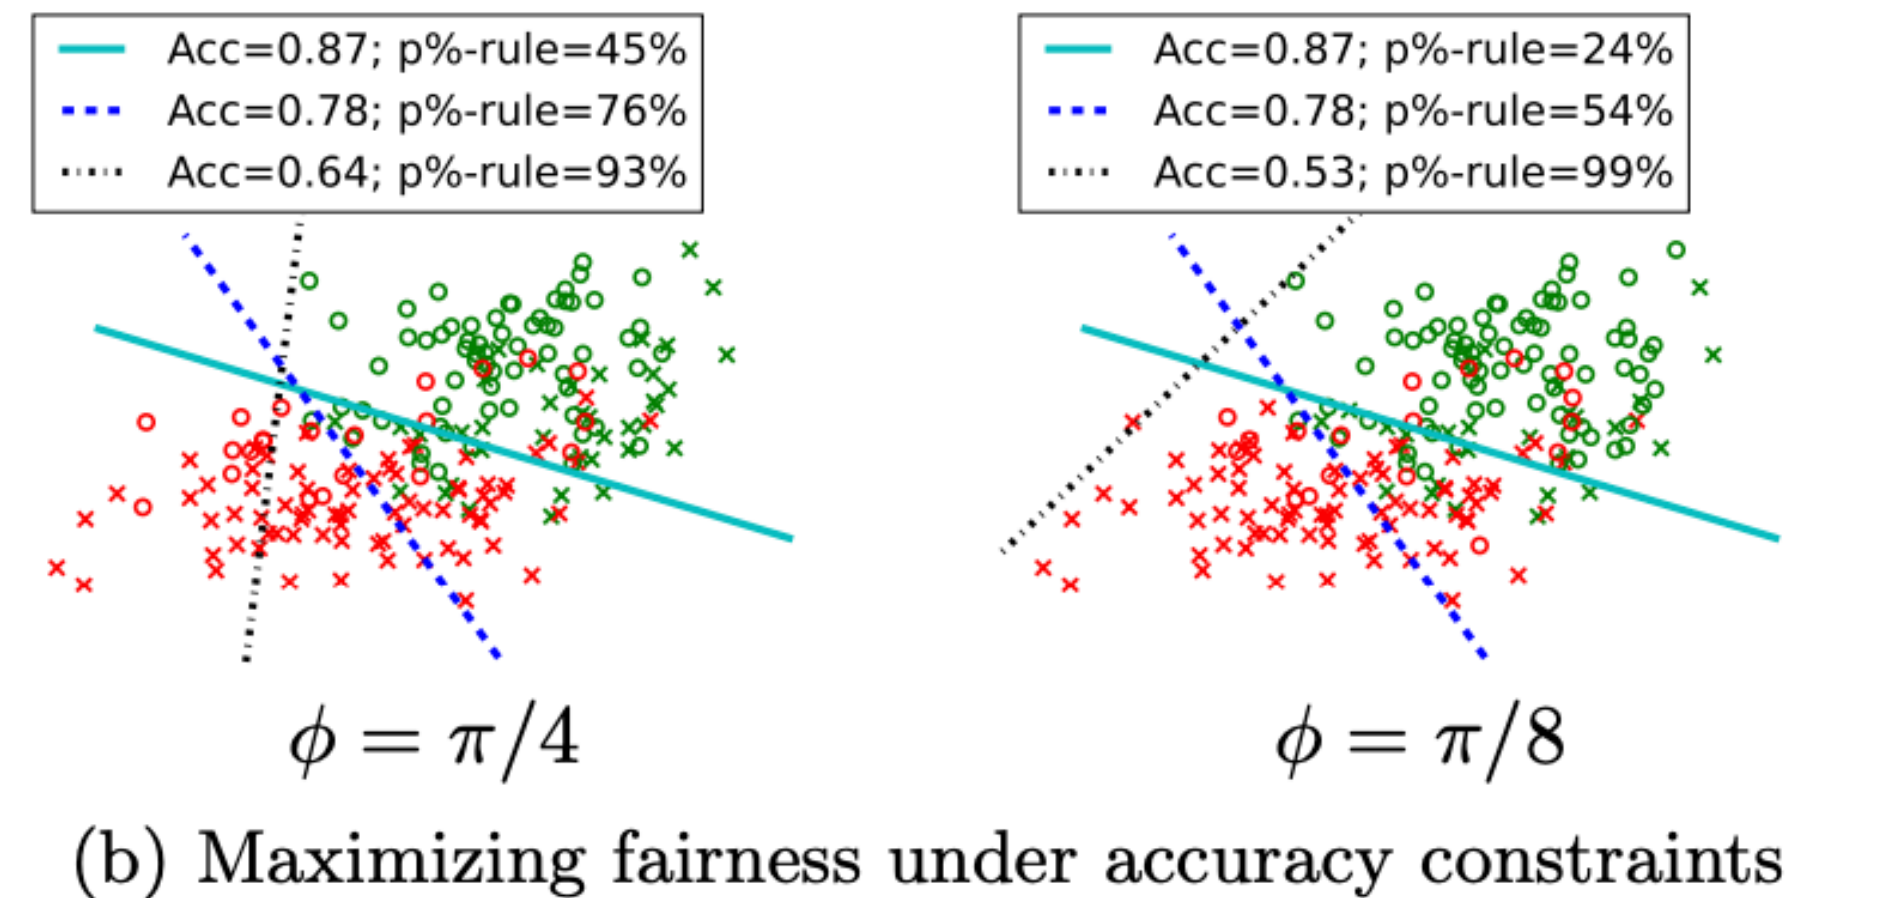 Acc=0.87; p%-rule=45%
Acc=0.78; p%-rule=76%
Acc=0.64; p%-rule=93%
Acc=0.87; p%-rule=24%
Acc=0.78; p%-rule=54%
Acc=0.53; p%-rule=99%
ϕ = π/4
ϕ = π/8
(b) Maximizing fairness under accuracy constraints